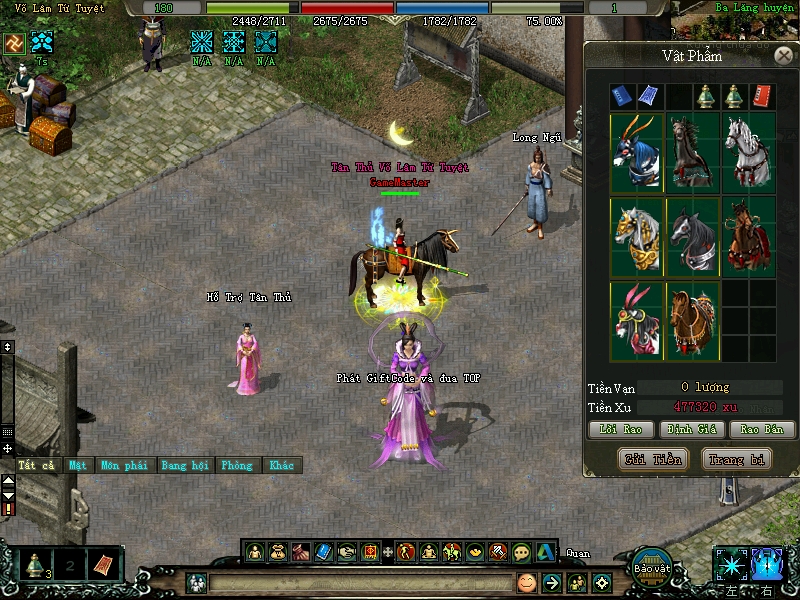 Võ Lâm Tứ Tuyệt
180
1
Ba Lăng huyện
2448/2711
2675/2675
1782/1782
75.00%
7s
N/A
N/A
N/A
Vật Phẩm
Long Ngũ
Tân Thủ Võ Lâm Tứ Tuyệt
GameMaster
Hỗ Trợ Tân Thủ
Phát GiftCode và đua TOP
Tiền Vạn
0 lượng
Tiền Xu
477320 xu
Lời Rao
Định Giá
Rao Bán
Gửi Tiền
Trang bị
Tất cả
Mật
Môn phái
Bang hội
Phòng
Khác
Quan
3
2
Bảo vật
左
右